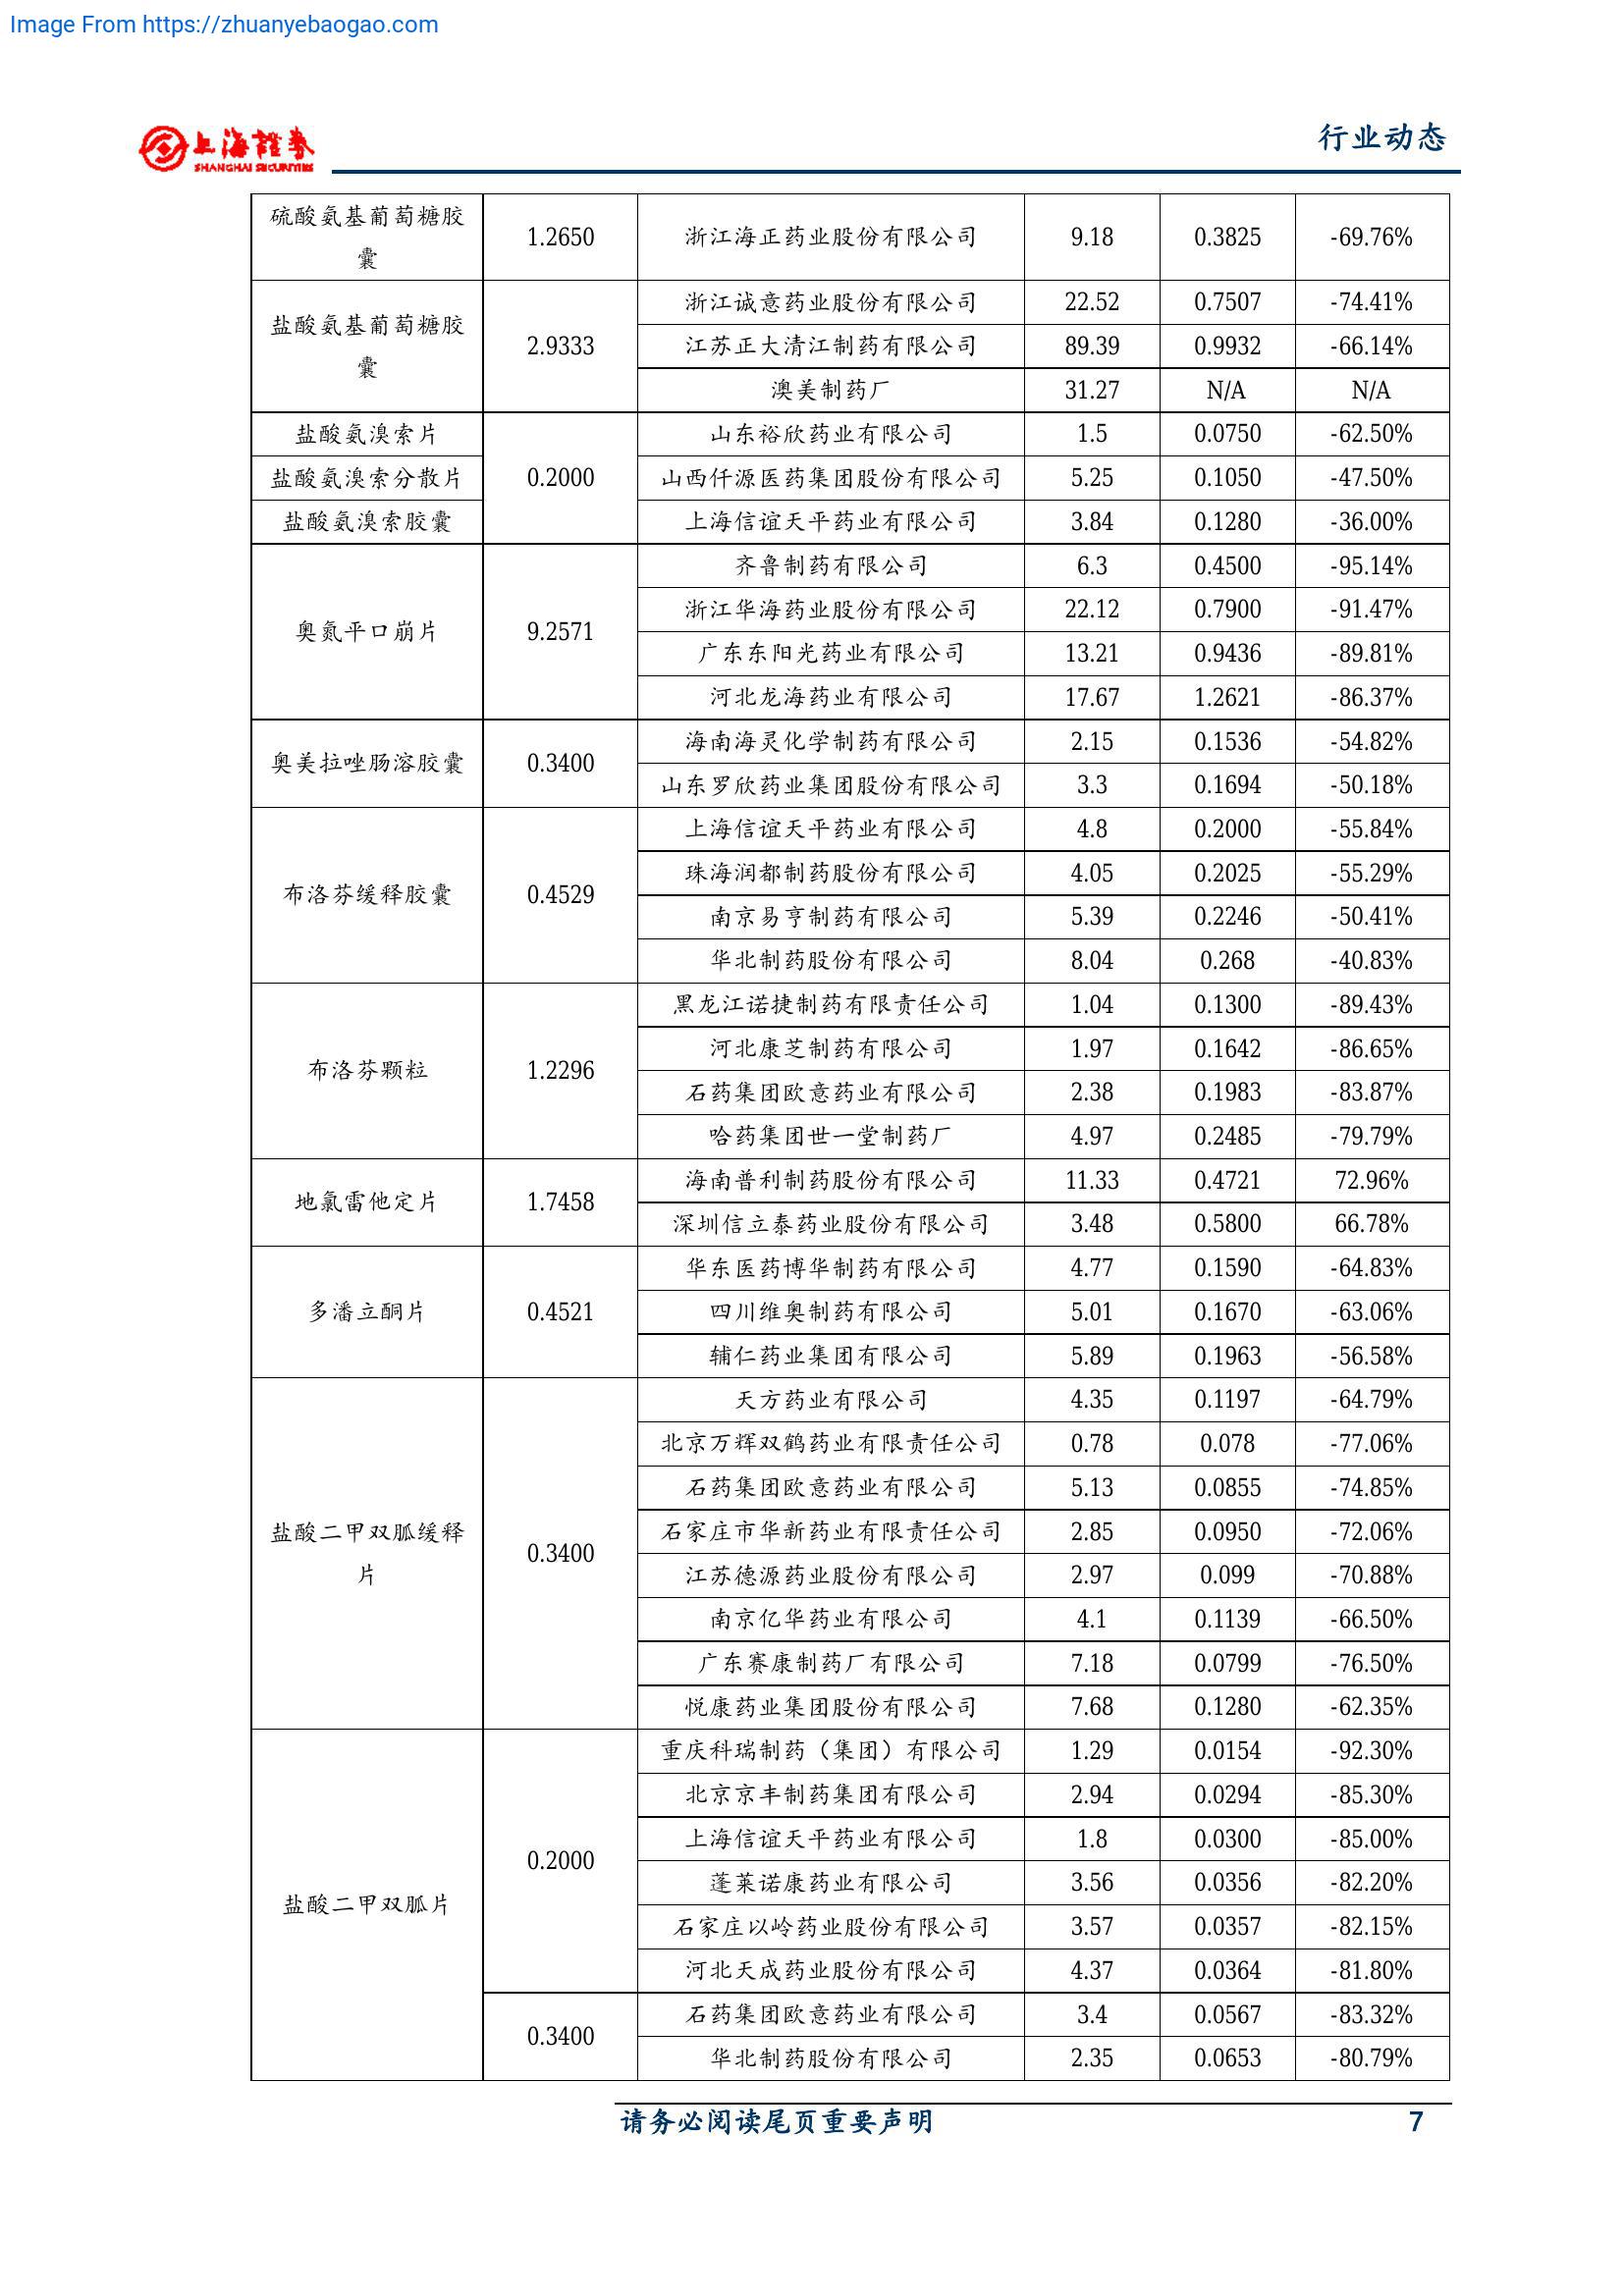 Image From https://zhuanyebaogao.com
上海證券
SHANGHAI SECURITIES
行业动态
硫酸氨基葡萄糖胶囊 1.2650 浙江海正药业股份有限公司 9.18 0.3825 -69.76%
盐酸氨基葡萄糖胶囊 2.9333 浙江诚意药业股份有限公司 22.52 0.7507 -74.41%
江苏正大清江制药有限公司 89.39 0.9932 -66.14%
澳美制药厂 31.27 N/A N/A
盐酸氨溴索片 0.2000 山东裕欣药业有限公司 1.5 0.0750 -62.50%
盐酸氨溴索分散片 山西仟源医药集团股份有限公司 5.25 0.1050 -47.50%
盐酸氨溴索胶囊 上海信谊天平药业有限公司 3.84 0.1280 -36.00%
奥氮平口崩片 9.2571 齐鲁制药有限公司 6.3 0.4500 -95.14%
浙江华海药业股份有限公司 22.12 0.7900 -91.47%
广东东阳光药业有限公司 13.21 0.9436 -89.81%
河北龙海药业有限公司 17.67 1.2621 -86.37%
奥美拉唑肠溶胶囊 0.3400 海南海灵化学制药有限公司 2.15 0.1536 -54.82%
山东罗欣药业集团股份有限公司 3.3 0.1694 -50.18%
布洛芬缓释胶囊 0.4529 上海信谊天平药业有限公司 4.8 0.2000 -55.84%
珠海润都制药股份有限公司 4.05 0.2025 -55.29%
南京易亨制药有限公司 5.39 0.2246 -50.41%
华北制药股份有限公司 8.04 0.268 -40.83%
布洛芬颗粒 1.2296 黑龙江诺捷制药有限责任公司 1.04 0.1300 -89.43%
河北康芝制药有限公司 1.97 0.1642 -86.65%
石药集团欧意药业有限公司 2.38 0.1983 -83.87%
哈药集团世一堂制药厂 4.97 0.2485 -79.79%
地氯雷他定片 1.7458 海南普利制药股份有限公司 11.33 0.4721 72.96%
深圳信立泰药业股份有限公司 3.48 0.5800 66.78%
多潘立酮片 0.4521 华东医药博华制药有限公司 4.77 0.1590 -64.83%
四川维奥制药有限公司 5.01 0.1670 -63.06%
辅仁药业集团有限公司 5.89 0.1963 -56.58%
盐酸二甲双胍缓释片 0.3400 天方药业有限公司 4.35 0.1197 -64.79%
北京万辉双鹤药业有限责任公司 0.78 0.078 -77.06%
石药集团欧意药业有限公司 5.13 0.0855 -74.85%
石家庄市华新药业有限责任公司 2.85 0.0950 -72.06%
江苏德源药业股份有限公司 2.97 0.099 -70.88%
南京亿华药业有限公司 4.1 0.1139 -66.50%
广东赛康制药厂有限公司 7.18 0.0799 -76.50%
悦康药业集团股份有限公司 7.68 0.1280 -62.35%
盐酸二甲双胍片 0.2000 重庆科瑞制药（集团）有限公司 1.29 0.0154 -92.30%
北京京丰制药集团有限公司 2.94 0.0294 -85.30%
上海信谊天平药业有限公司 1.8 0.0300 -85.00%
蓬莱诺康药业有限公司 3.56 0.0356 -82.20%
石家庄以岭药业股份有限公司 3.57 0.0357 -82.15%
河北天成药业股份有限公司 4.37 0.0364 -81.80%
0.3400 石药集团欧意药业有限公司 3.4 0.0567 -83.32%
华北制药股份有限公司 2.35 0.0653 -80.79%
请务必阅读尾页重要声明 7